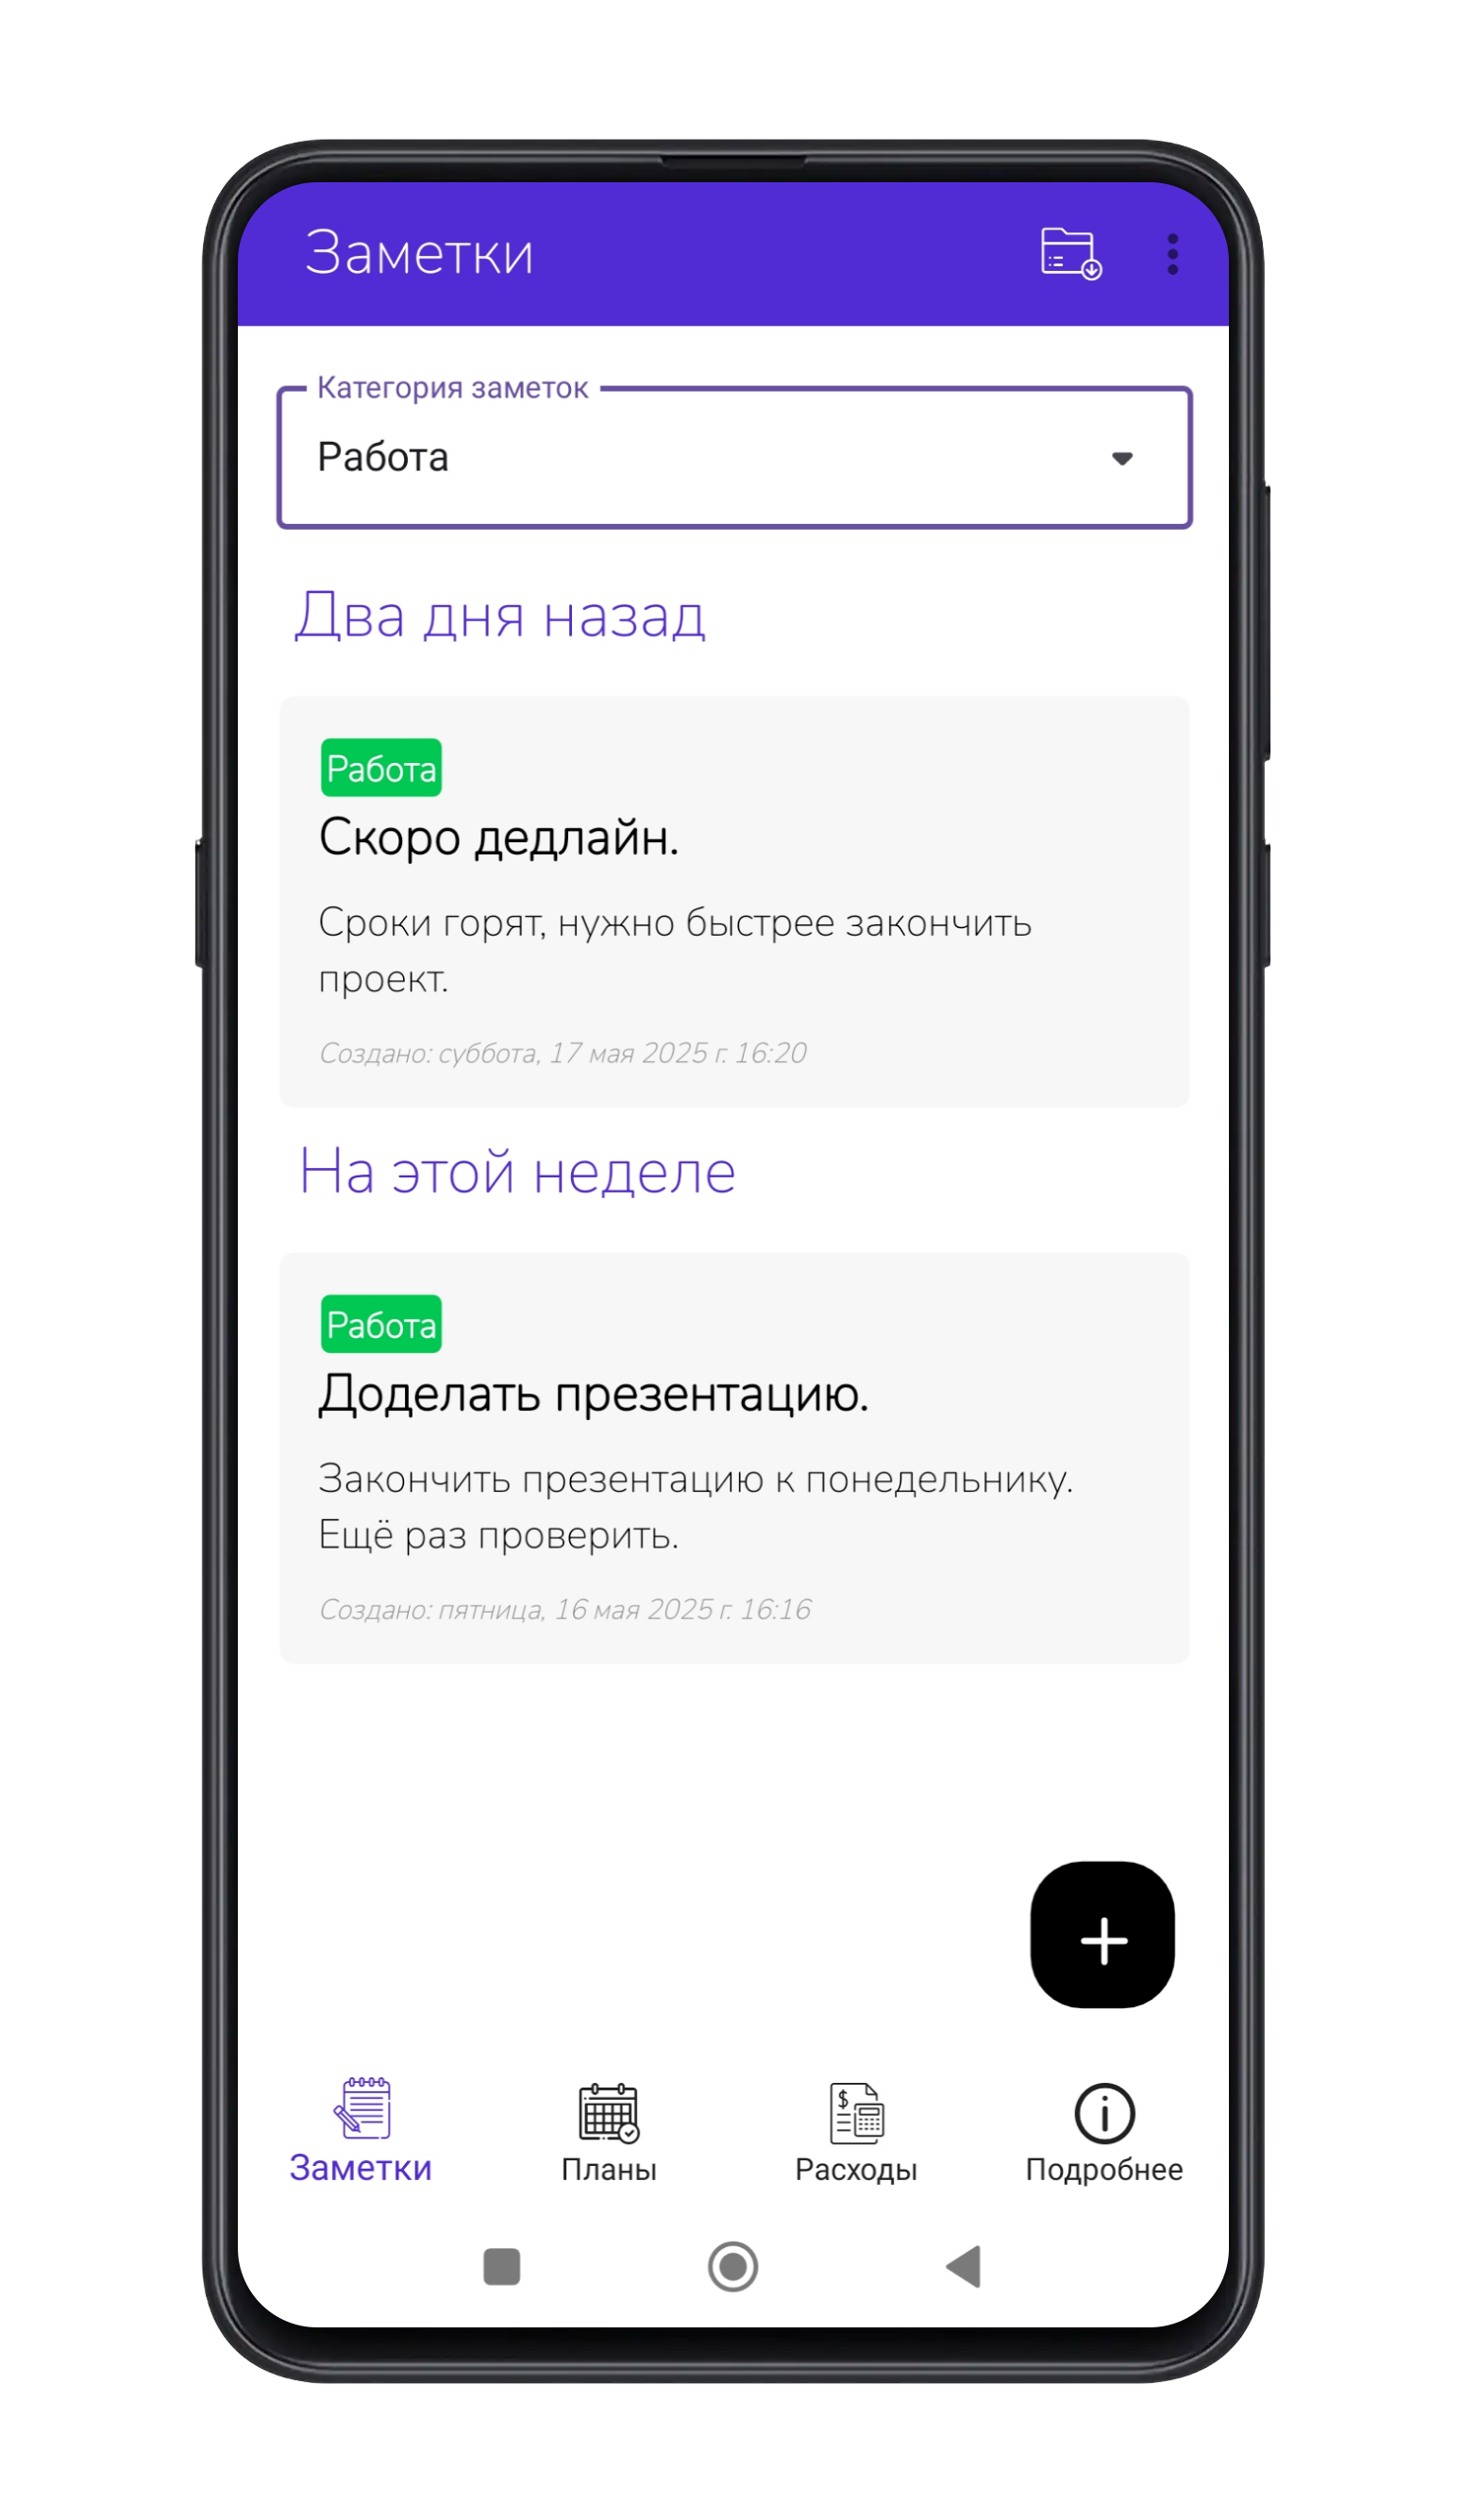 Заметки
Категория заметок
Работа
Два дня назад
Работа
Скоро дедлайн.
Сроки горят, нужно быстрее закончить
проект.
Создано: суббота, 17 мая 2025 г. 16:20
На этой неделе
Работа
Доделать презентацию.
Закончить презентацию к понедельнику.
Ещё раз проверить.
Создано: пятница, 16 мая 2025 г. 16:16
Заметки
Планы
Расходы
Подробнее